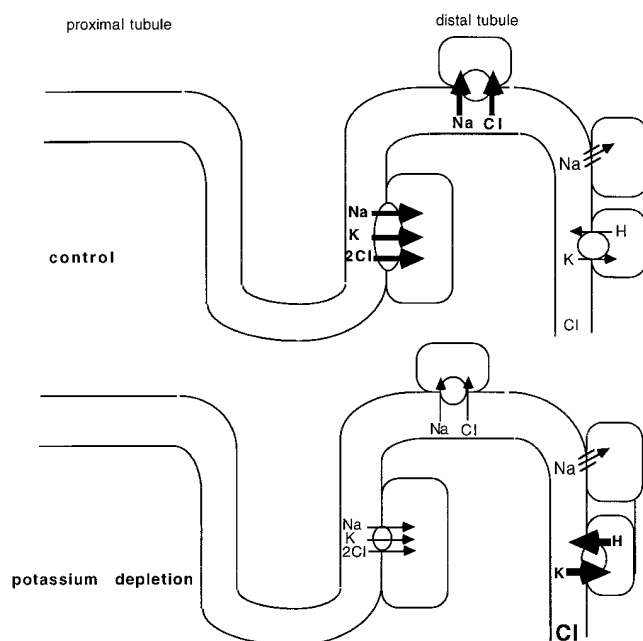 proximal tubule
distal tubule
Na Cl
Na
Na
K
2Cl
H
K
control
Cl
Na Cl
Na
Na
K
2Cl
H
K
potassium depletion
Cl